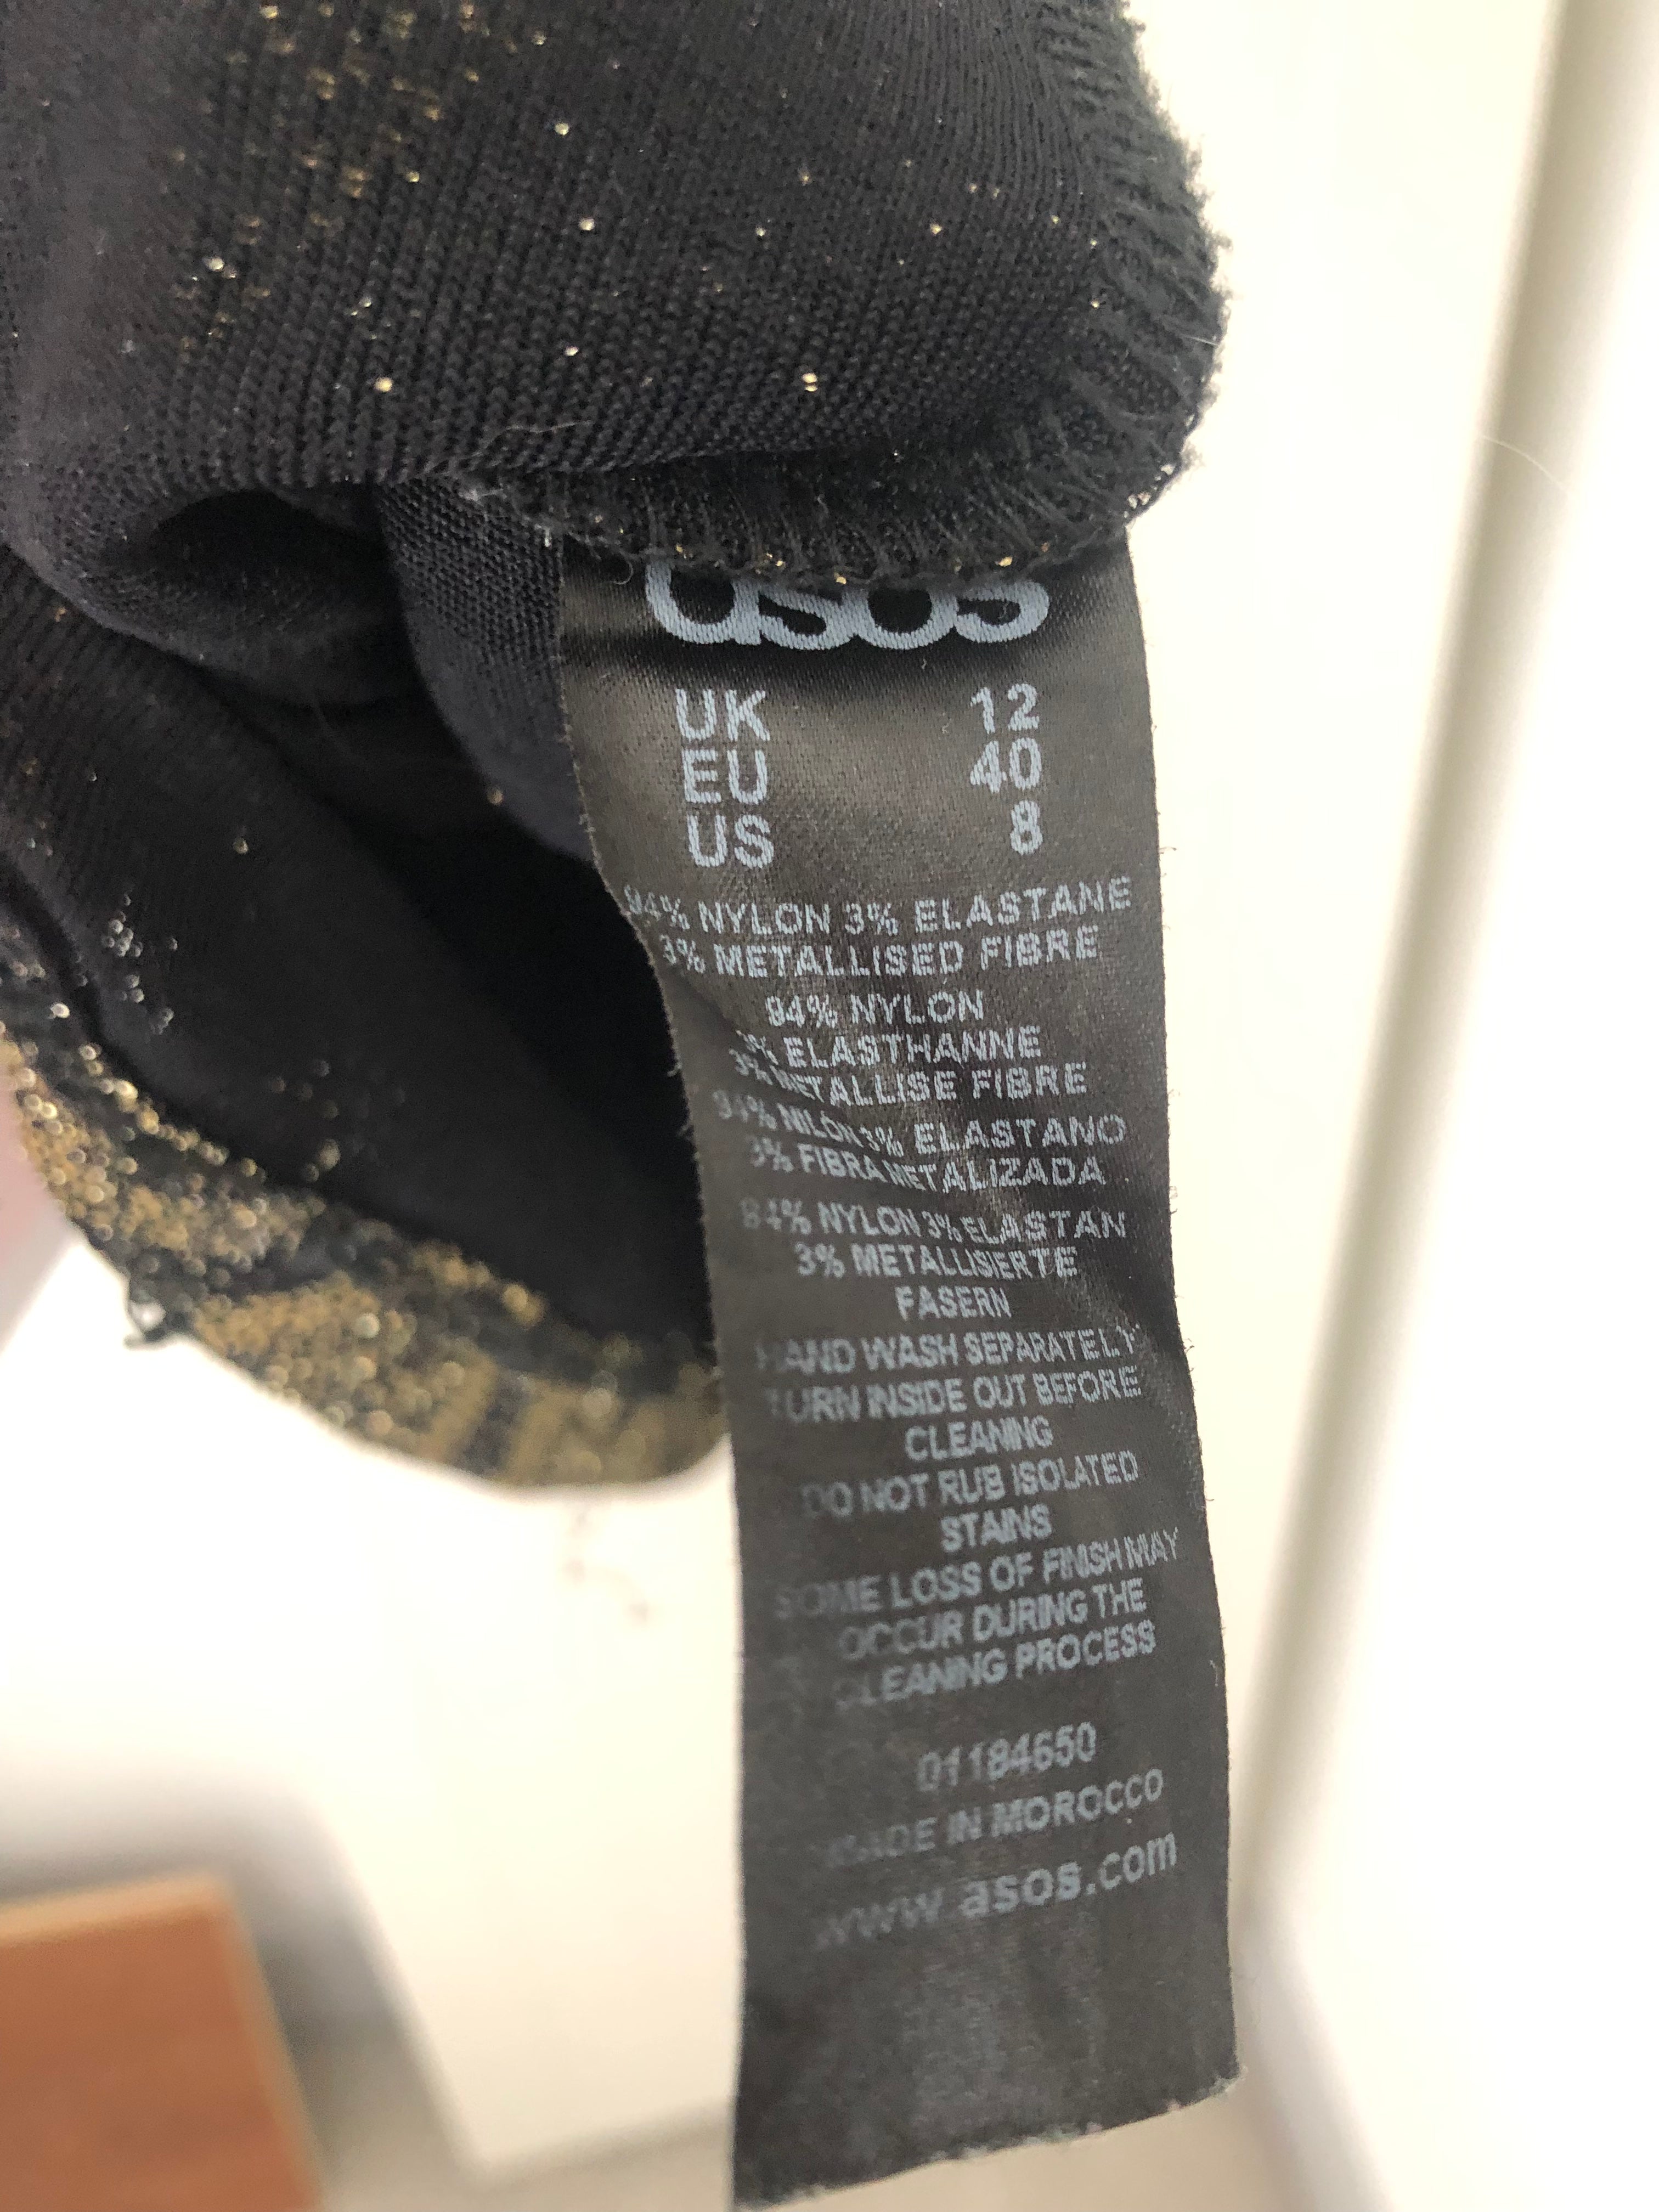 asos
UK 12
EU 40
US 8
94% NYLON 3% ELASTANE
3% METALLISED FIBRE
94% NYLON
3% ELASTHANNE
3% METALLISE FIBRE
94% NILON 3% ELASTANO
3% FIBRA METALIZADA
94% NYLON 3% ELASTAN
3% METALLISIERTE
FASERN
HAND WASH SEPARATELY
TURN INSIDE OUT BEFORE
CLEANING
DO NOT RUB ISOLATED
STAINS
SOME LOSS OF FINISH MAY
OCCUR DURING THE
CLEANING PROCESS
01184650
MADE IN MOROCCO
www.asos.com